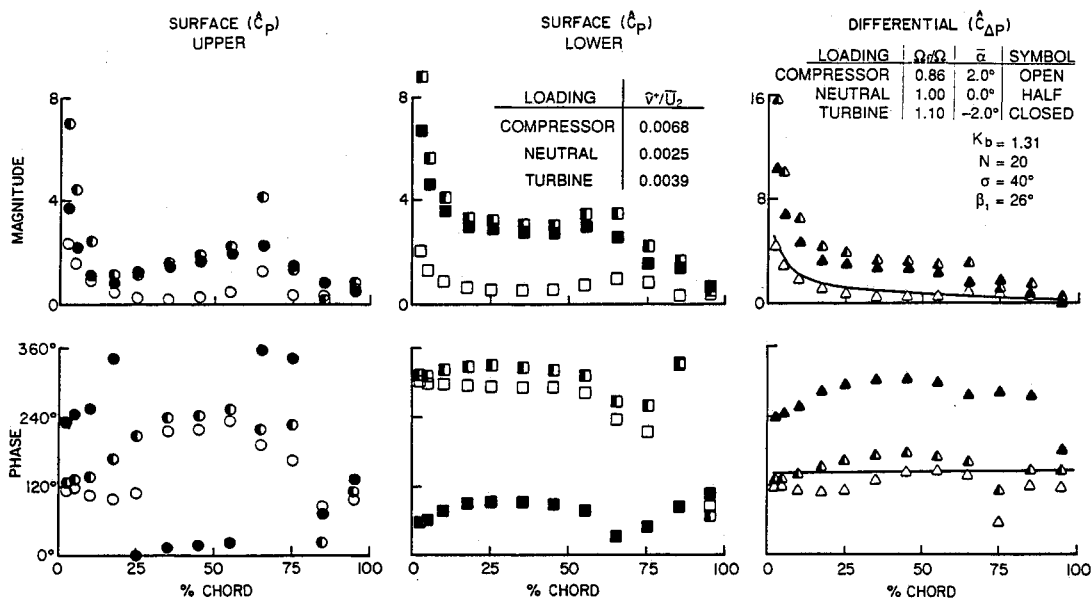 SURFACE (Ĉp)
UPPER
SURFACE (Ĉp)
LOWER
DIFFERENTIAL (ĈΔP)
LOADING Ωr/Ω ᾱ SYMBOL
COMPRESSOR 0.86 2.0° OPEN
NEUTRAL 1.00 0.0° HALF
TURBINE 1.10 −2.0° CLOSED
Kb = 1.31
N = 20
σ = 40°
β1 = 26°
LOADING v̂+/Ū2
COMPRESSOR 0.0068
NEUTRAL 0.0025
TURBINE 0.0039
MAGNITUDE
8
4
0
8
4
0
16
8
0
PHASE
360°
240°
120°
0°
0 25 50 75 100
% CHORD
0 25 50 75 100
% CHORD
0 25 50 75 100
% CHORD